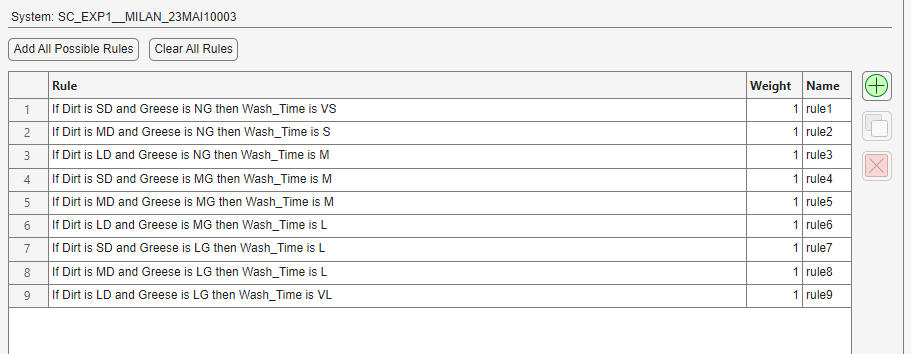 System: SC_EXP1__MILAN_23MAI10003
Add All Possible Rules Clear All Rules
Rule Weight Name
1 If Dirt is SD and Greese is NG then Wash_Time is VS 1 rule1
2 If Dirt is MD and Greese is NG then Wash_Time is S 1 rule2
3 If Dirt is LD and Greese is NG then Wash_Time is M 1 rule3
4 If Dirt is SD and Greese is MG then Wash_Time is M 1 rule4
5 If Dirt is MD and Greese is MG then Wash_Time is M 1 rule5
6 If Dirt is LD and Greese is MG then Wash_Time is L 1 rule6
7 If Dirt is SD and Greese is LG then Wash_Time is L 1 rule7
8 If Dirt is MD and Greese is LG then Wash_Time is L 1 rule8
9 If Dirt is LD and Greese is LG then Wash_Time is VL 1 rule9